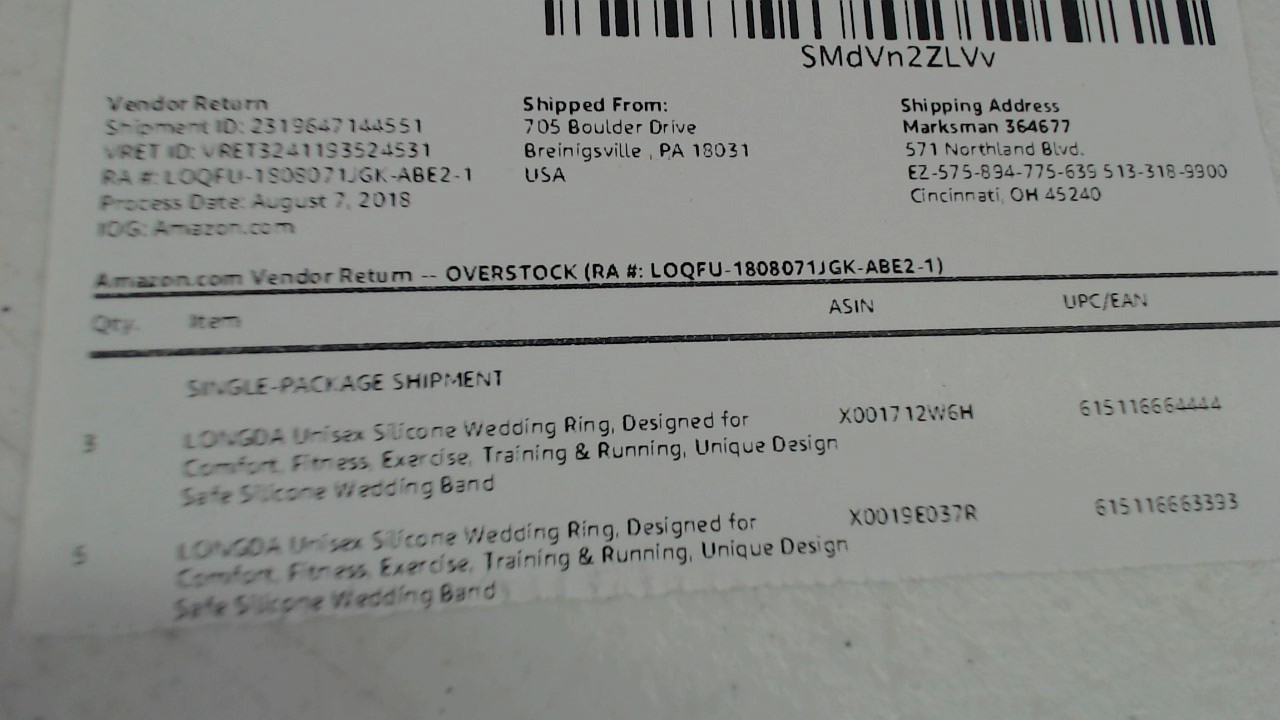 SMdVn2ZLVv
Vendor Return
Shipment ID: 2319647144551
VRET ID: VRET3241193524531
RA #: LOQFU-1808071JGK-ABE2-1
Process Date: August 7, 2018
IOG: Amazon.com
Shipped From:
705 Boulder Drive
Breinigsville , PA 18031
USA
Shipping Address
Marksman 364677
571 Northland Blvd.
EZ-575-894-775-639 513-318-9900
Cincinnati, OH 45240
Amazon.com Vendor Return -- OVERSTOCK (RA #: LOQFU-1808071JGK-ABE2-1)
Qty. Item ASIN UPC/EAN
SINGLE-PACKAGE SHIPMENT
3 LONGDA Unisex Silicone Wedding Ring, Designed for X001712W6H 615116664444
Comfort, Fitness, Exercise, Training & Running, Unique Design
Safe Silicone Wedding Band
5 LONGDA Unisex Silicone Wedding Ring, Designed for X0019E037R 615116663393
Comfort, Fitness, Exercise, Training & Running, Unique Design
Safe Silicone Wedding Band